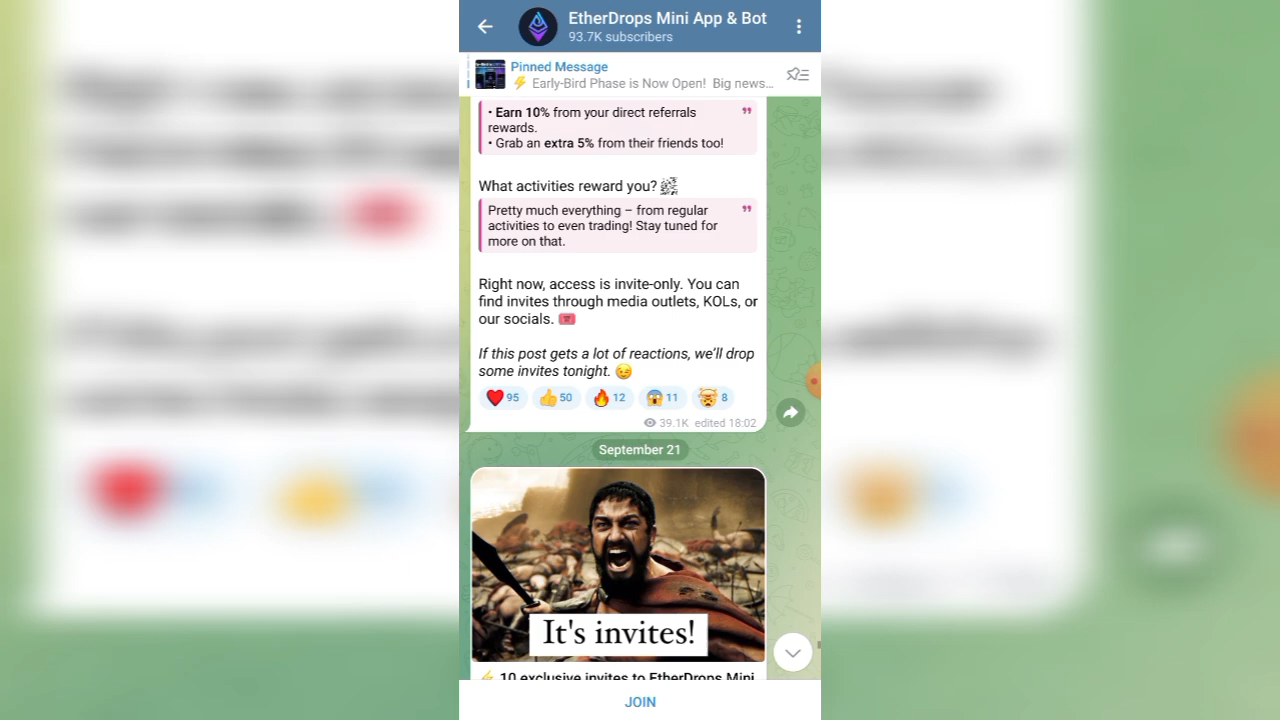 EtherDrops Mini App & Bot
93.7K subscribers
Pinned Message
⚡ Early-Bird Phase is Now Open! Big news…
• Earn 10% from your direct referrals
rewards.
• Grab an extra 5% from their friends too!
What activities reward you?
Pretty much everything – from regular
activities to even trading! Stay tuned for
more on that.
Right now, access is invite-only. You can
find invites through media outlets, KOLs, or
our socials.
If this post gets a lot of reactions, we'll drop
some invites tonight. 😉
❤️ 95 👍 50 🔥 12 😱 11 🤯 8
39.1K edited 18:02
September 21
It's invites!
⚡ 10 exclusive invites to EtherDrops Mini
JOIN